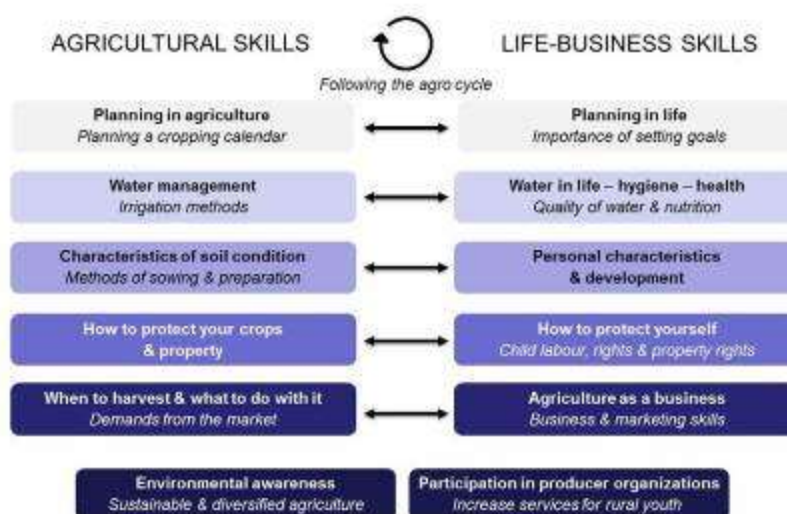 AGRICULTURAL SKILLS
LIFE-BUSINESS SKILLS
Following the agro cycle
Planning in agriculture
Planning a cropping calendar
Planning in life
Importance of setting goals
Water management
Irrigation methods
Water in life – hygiene – health
Quality of water & nutrition
Characteristics of soil condition
Methods of sowing & preparation
Personal characteristics
& development
How to protect your crops
& property
How to protect yourself
Child labour, rights & property rights
When to harvest & what to do with it
Demands from the market
Agriculture as a business
Business & marketing skills
Environmental awareness
Sustainable & diversified agriculture
Participation in producer organizations
Increase services for rural youth